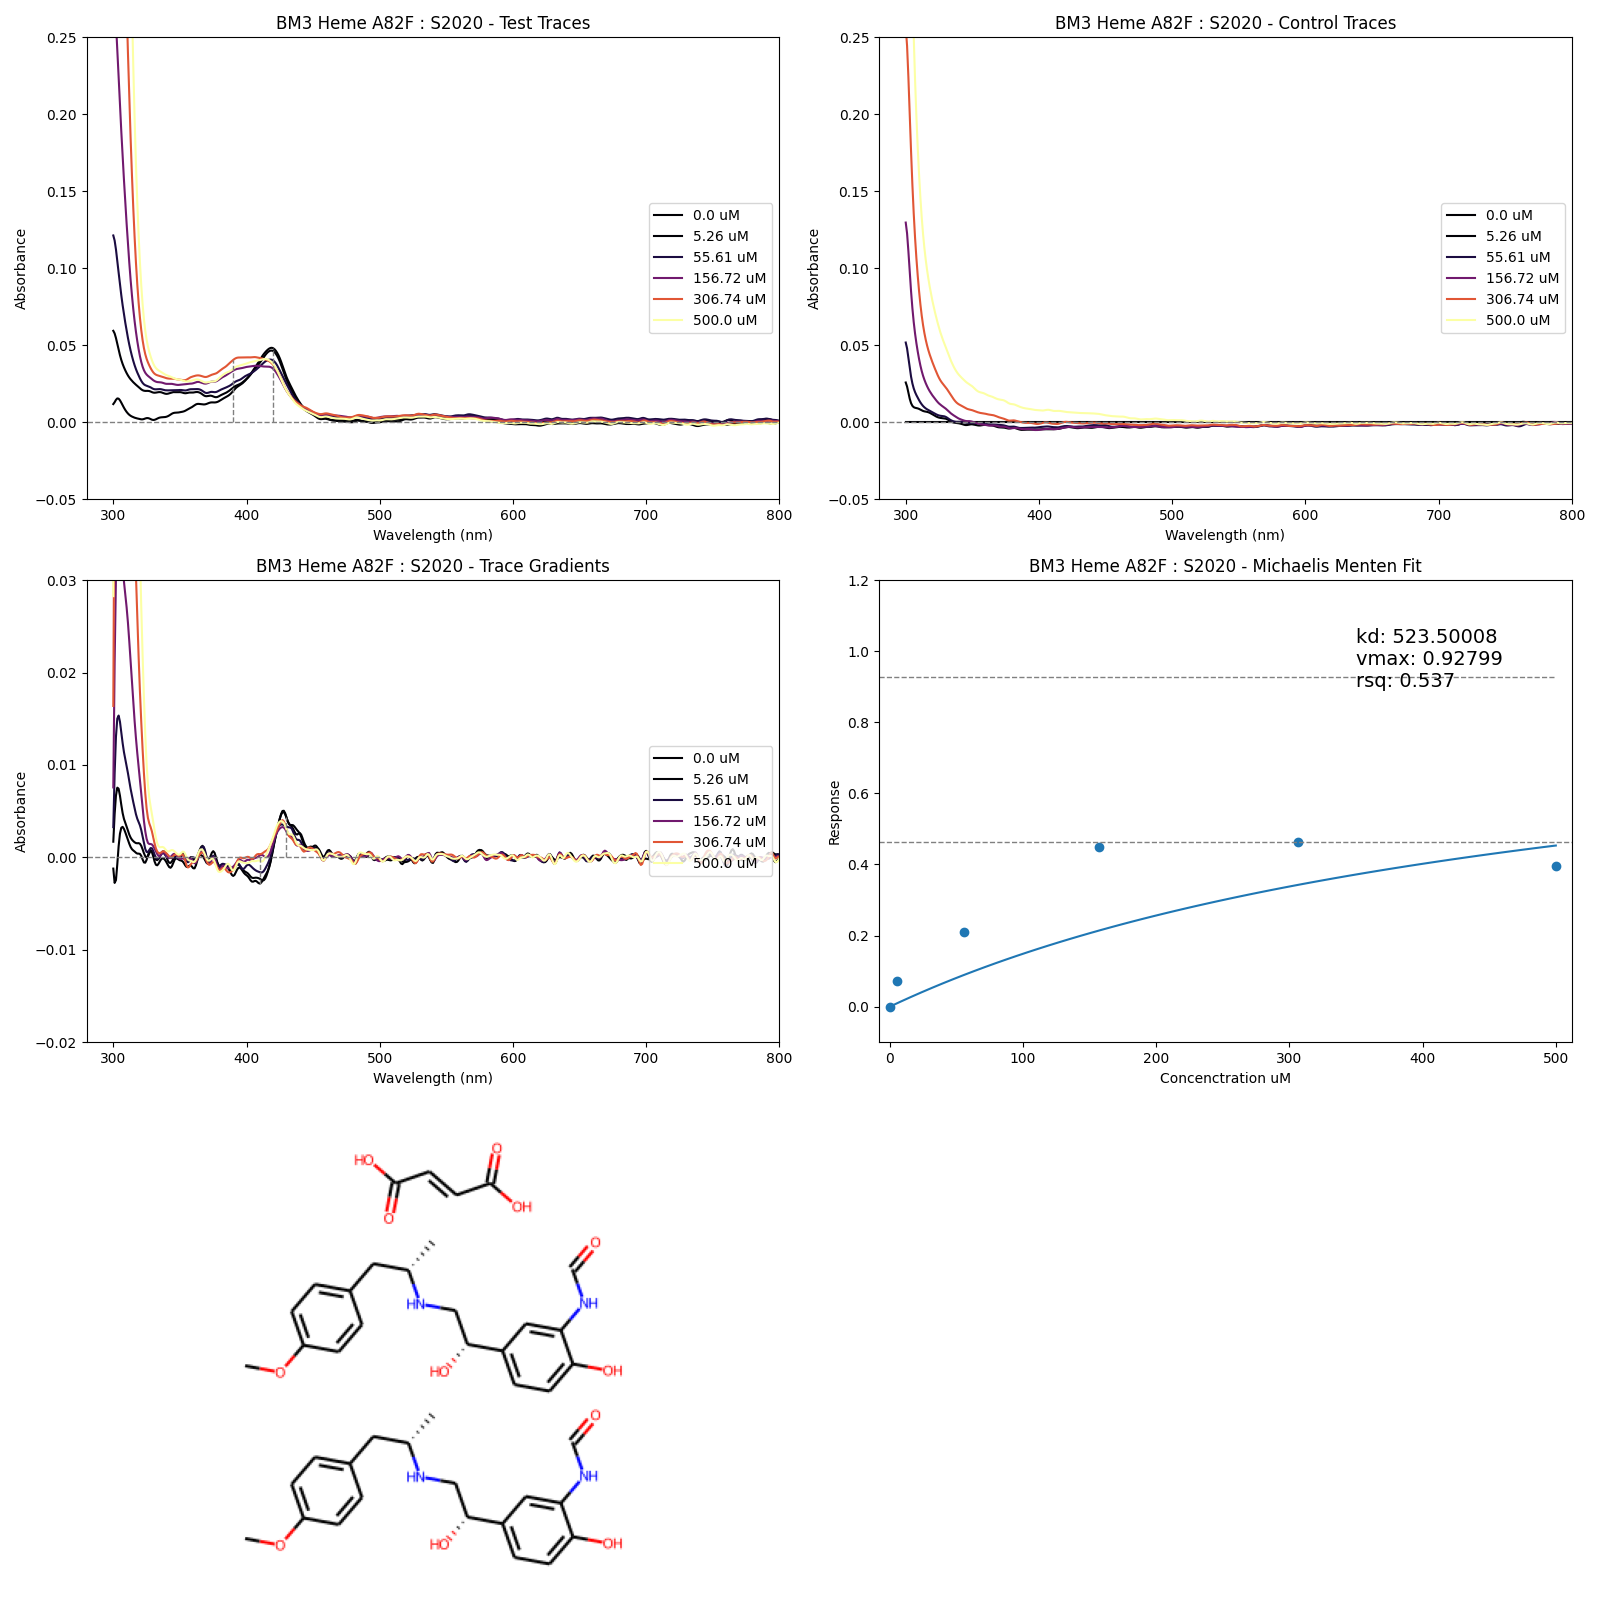 BM3 Heme A82F : S2020 - Test Traces
0.25
0.20
0.15
0.10
0.05
0.00
−0.05
Absorbance
0.0 uM
5.26 uM
55.61 uM
156.72 uM
306.74 uM
500.0 uM
300 400 500 600 700 800
Wavelength (nm)
BM3 Heme A82F : S2020 - Control Traces
0.25
0.20
0.15
0.10
0.05
0.00
−0.05
Absorbance
0.0 uM
5.26 uM
55.61 uM
156.72 uM
306.74 uM
500.0 uM
300 400 500 600 700 800
Wavelength (nm)
BM3 Heme A82F : S2020 - Trace Gradients
0.03
0.02
0.01
0.00
−0.01
−0.02
Absorbance
0.0 uM
5.26 uM
55.61 uM
156.72 uM
306.74 uM
500.0 uM
300 400 500 600 700 800
Wavelength (nm)
BM3 Heme A82F : S2020 - Michaelis Menten Fit
1.2
1.0
0.8
0.6
0.4
0.2
0.0
Response
kd: 523.50008
vmax: 0.92799
rsq: 0.537
0 100 200 300 400 500
Concenctration uM
HO O
O OH
O
HN NH
O HO OH
O
HN NH
O HO OH